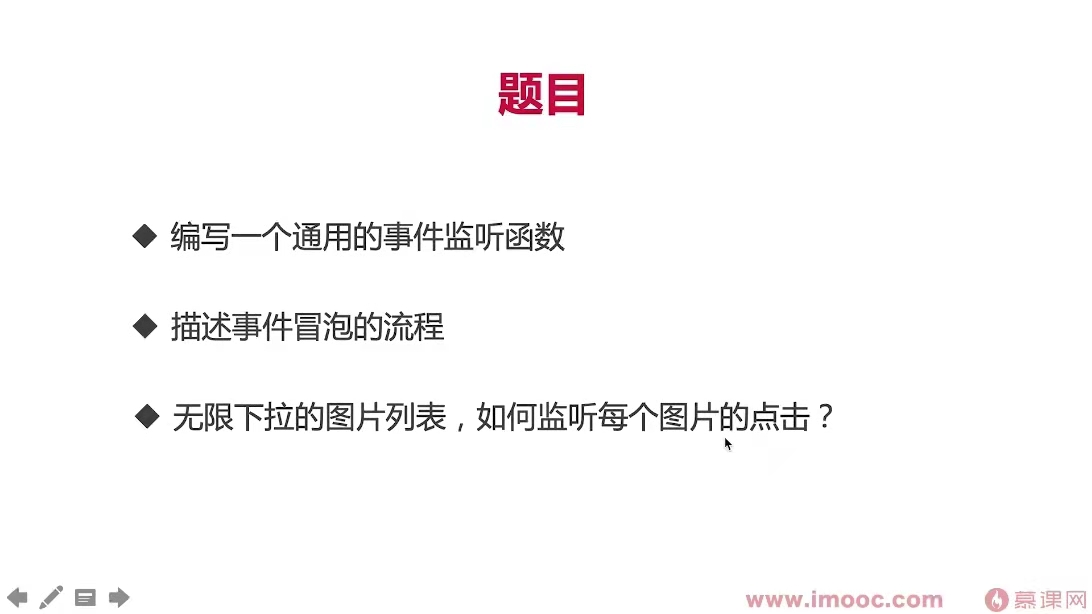 题目
编写一个通用的事件监听函数
描述事件冒泡的流程
无限下拉的图片列表，如何监听每个图片的点击？
www.imooc.com 慕课网